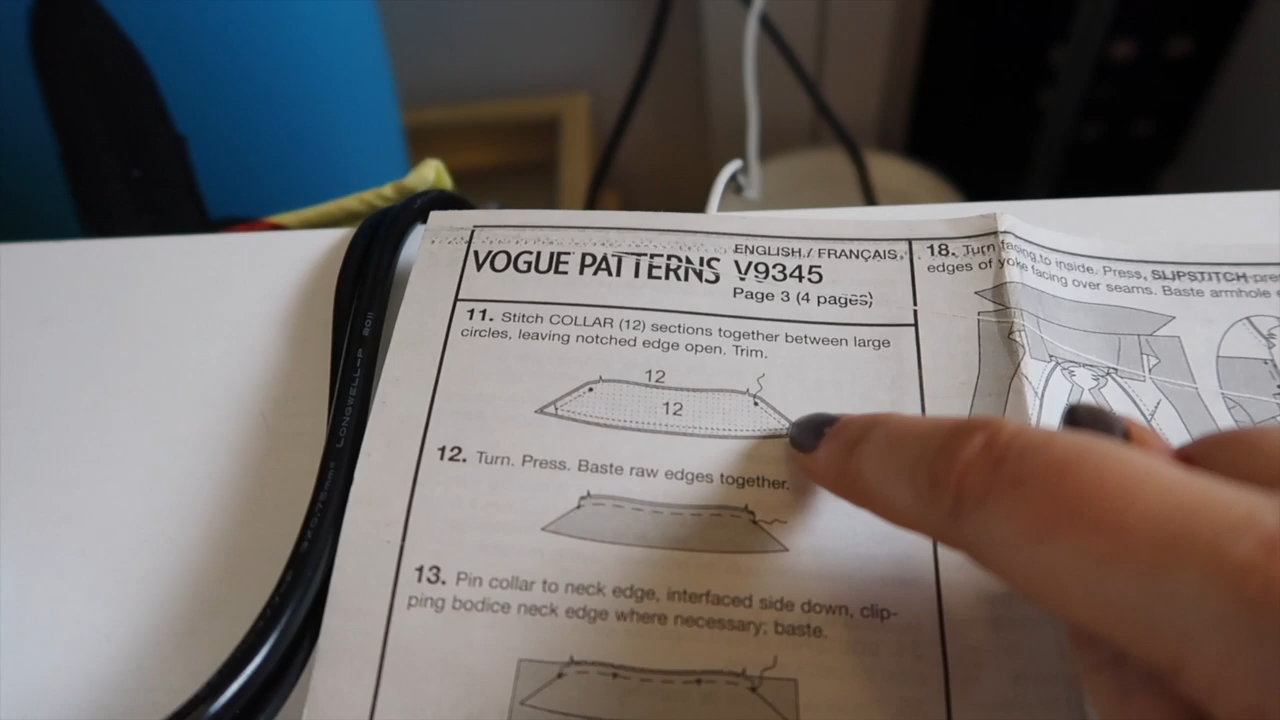 VOGUE PATTERNS
ENGLISH / FRANÇAIS
V9345
Page 3 (4 pages)
11. Stitch COLLAR (12) sections together between large
circles, leaving notched edge open. Trim.
12
12
12. Turn. Press. Baste raw edges together.
13. Pin collar to neck edge, interfaced side down, clip-
ping bodice neck edge where necessary; baste.
18. Turn facing to inside. Press, SLIPSTITCH
edges of yoke facing over seams. Baste armhole
LONGWELL-P